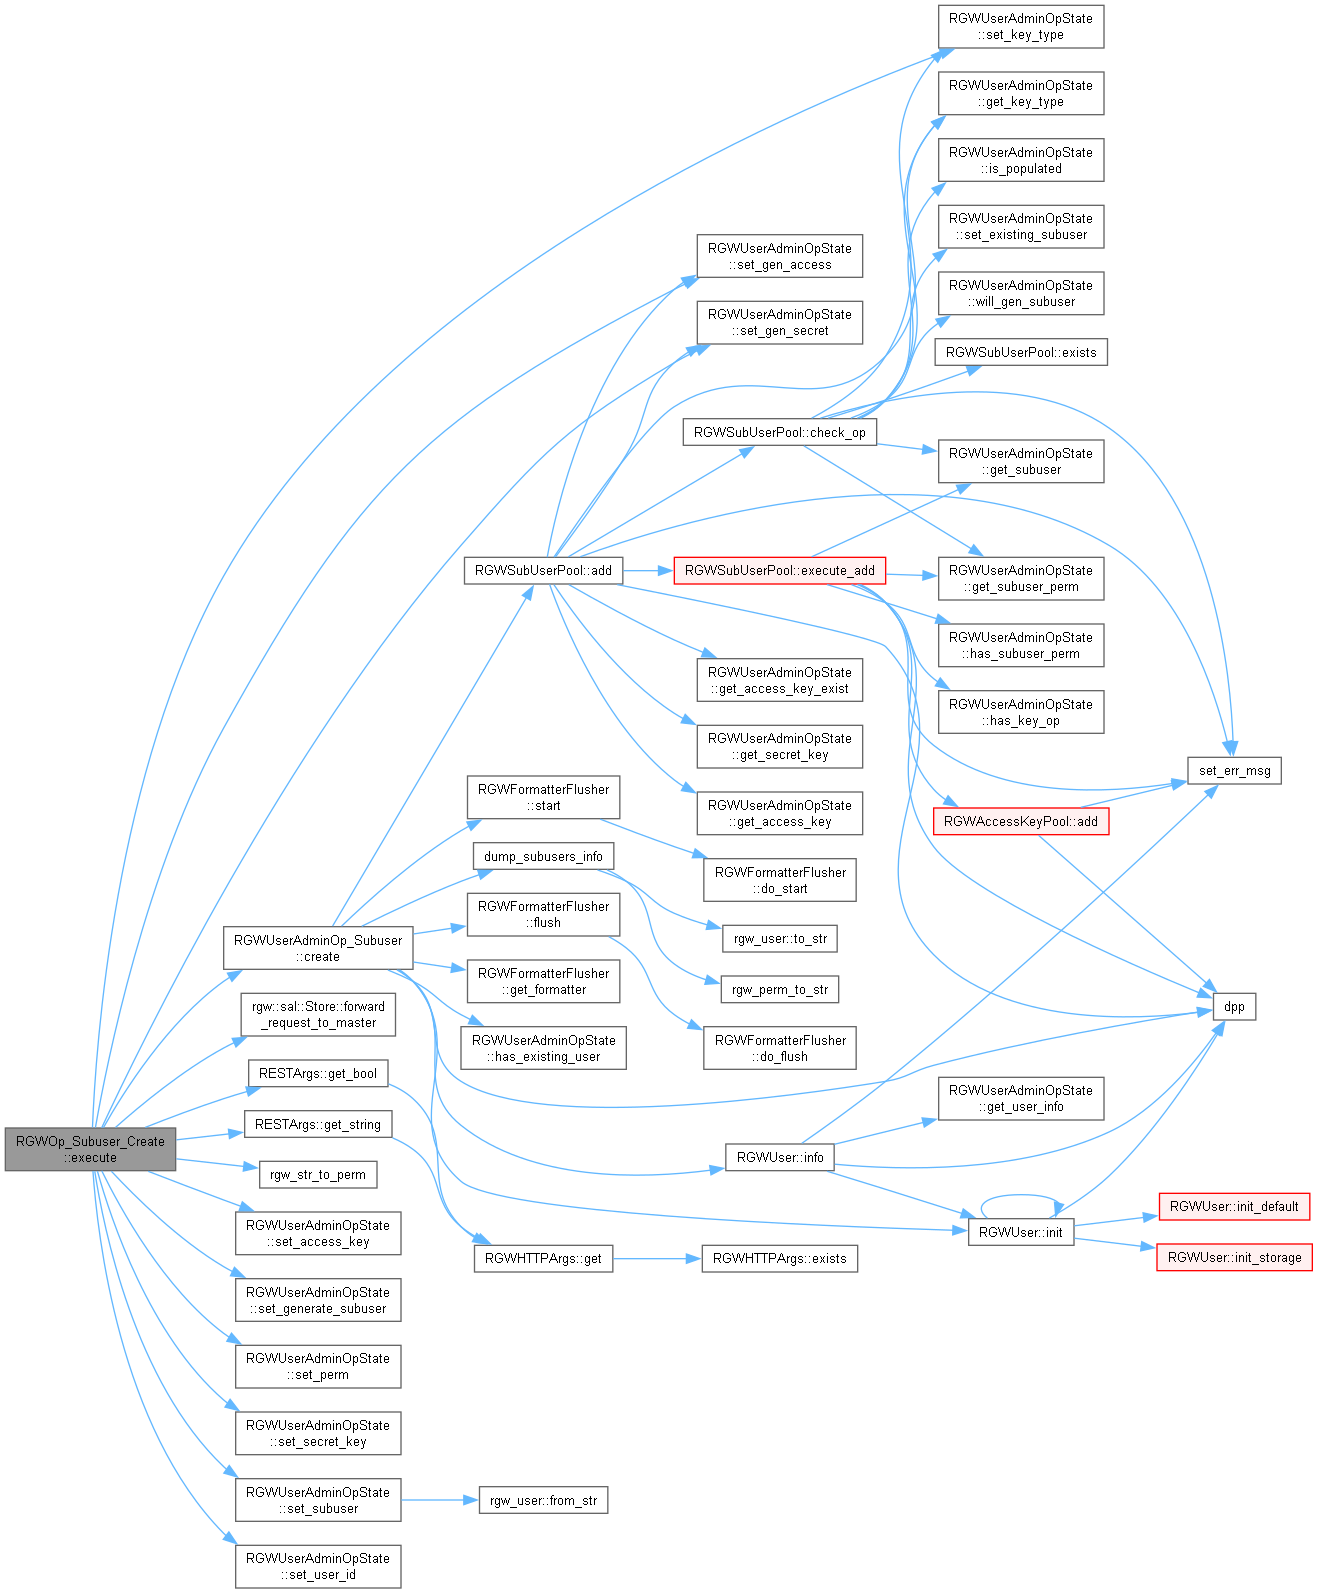 RGWUserAdminOpState
::set_key_type
RGWUserAdminOpState
::get_key_type
RGWUserAdminOpState
::is_populated
RGWUserAdminOpState
::set_existing_subuser
RGWUserAdminOpState
::set_gen_access
RGWUserAdminOpState
::will_gen_subuser
RGWUserAdminOpState
::set_gen_secret
RGWSubUserPool::exists
RGWSubUserPool::check_op
RGWUserAdminOpState
::get_subuser
RGWSubUserPool::add
RGWSubUserPool::execute_add
RGWUserAdminOpState
::get_subuser_perm
RGWUserAdminOpState
::has_subuser_perm
RGWUserAdminOpState
::get_access_key_exist
RGWUserAdminOpState
::has_key_op
RGWUserAdminOpState
::get_secret_key
set_err_msg
RGWFormatterFlusher
::start
RGWUserAdminOpState
::get_access_key
RGWAccessKeyPool::add
dump_subusers_info
RGWFormatterFlusher
::do_start
RGWFormatterFlusher
::flush
RGWUserAdminOp_Subuser
::create
rgw_user::to_str
RGWFormatterFlusher
::get_formatter
rgw_perm_to_str
rgw::sal::Store::forward
_request_to_master
dpp
RGWUserAdminOpState
::has_existing_user
RGWFormatterFlusher
::do_flush
RESTArgs::get_bool
RGWUserAdminOpState
::get_user_info
RESTArgs::get_string
RGWOp_Subuser_Create
::execute
RGWUser::info
rgw_str_to_perm
RGWUser::init_default
RGWUserAdminOpState
::set_access_key
RGWUser::init
RGWHTTPArgs::get
RGWHTTPArgs::exists
RGWUser::init_storage
RGWUserAdminOpState
::set_generate_subuser
RGWUserAdminOpState
::set_perm
RGWUserAdminOpState
::set_secret_key
RGWUserAdminOpState
::set_subuser
rgw_user::from_str
RGWUserAdminOpState
::set_user_id